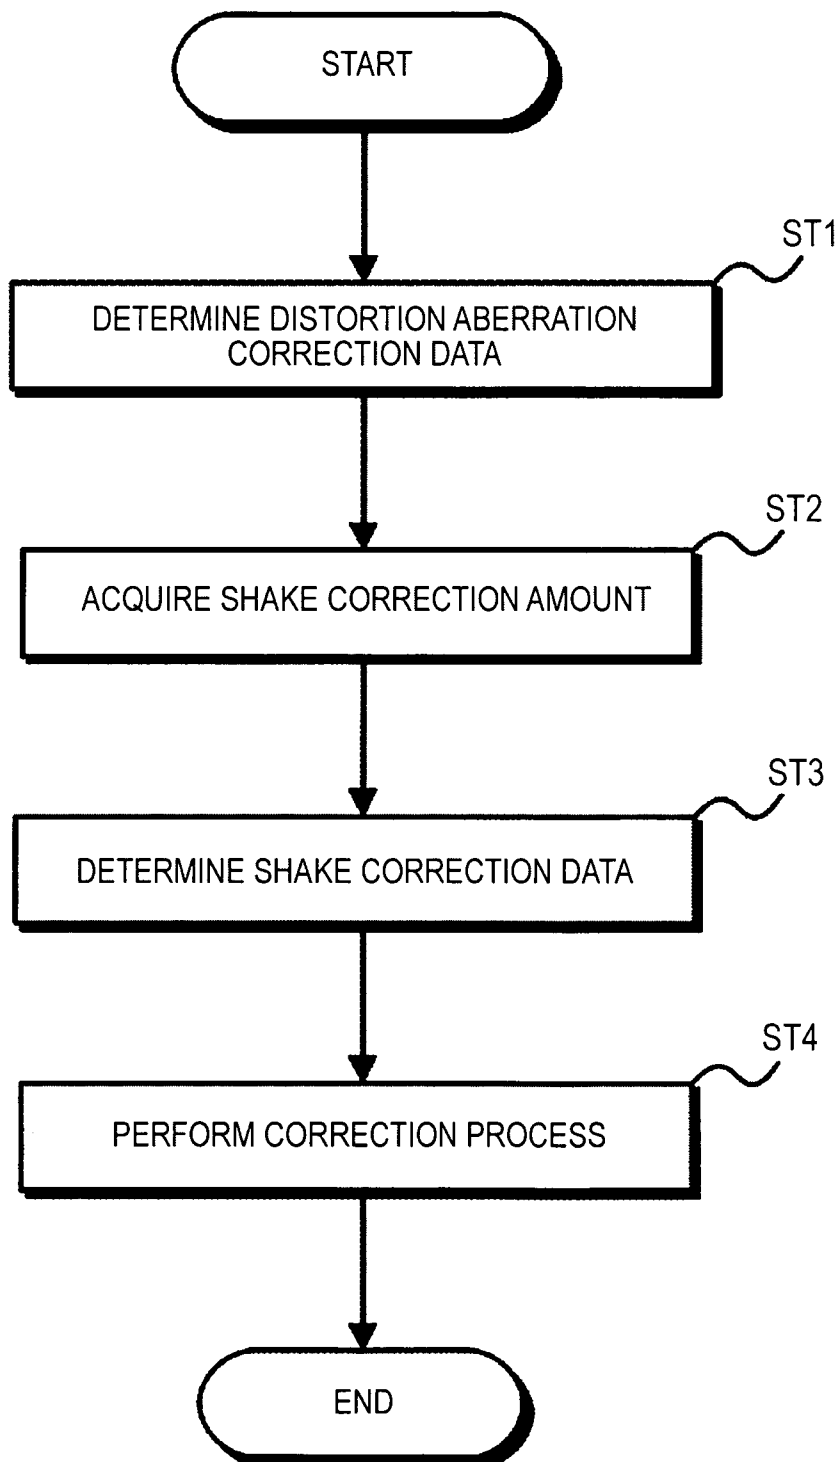 START
ST1
DETERMINE DISTORTION ABERRATION
CORRECTION DATA
ST2
ACQUIRE SHAKE CORRECTION AMOUNT
ST3
DETERMINE SHAKE CORRECTION DATA
ST4
PERFORM CORRECTION PROCESS
END